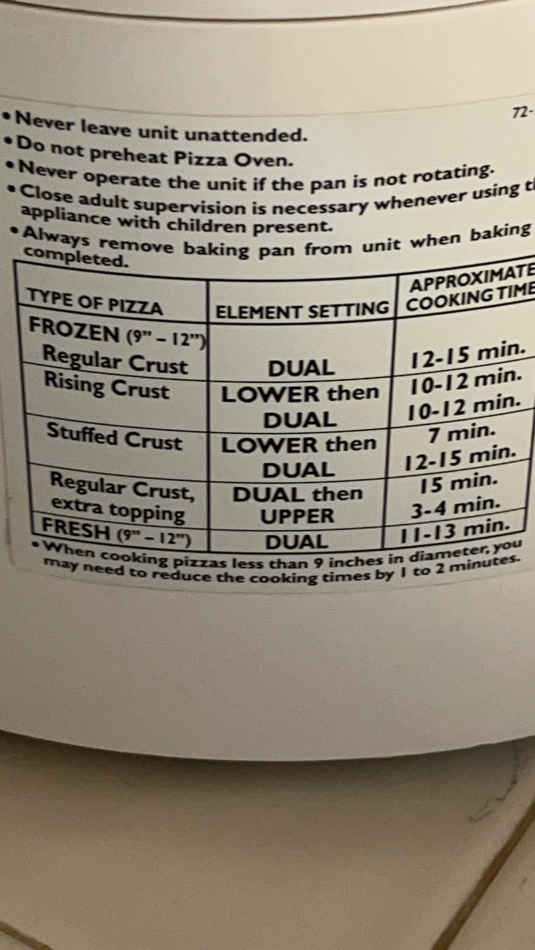 72-
• Never leave unit unattended.
• Do not preheat Pizza Oven.
• Never operate the unit if the pan is not rotating.
• Close adult supervision is necessary whenever using
appliance with children present.
• Always remove baking pan from unit when baking
completed.
TYPE OF PIZZA ELEMENT SETTING APPROXIMATE COOKING TIME
FROZEN (9” – 12”)
Regular Crust DUAL 12-15 min.
Rising Crust LOWER then 10-12 min.
DUAL 10-12 min.
Stuffed Crust LOWER then 7 min.
DUAL 12-15 min.
Regular Crust, DUAL then 15 min.
extra topping UPPER 3-4 min.
FRESH (9” – 12”) DUAL 11-13 min.
• When cooking pizzas less than 9 inches in diameter, you
may need to reduce the cooking times by 1 to 2 minutes.